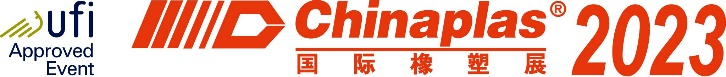 ufi
Approved
Event
Chinaplas®
国际橡塑展
2023